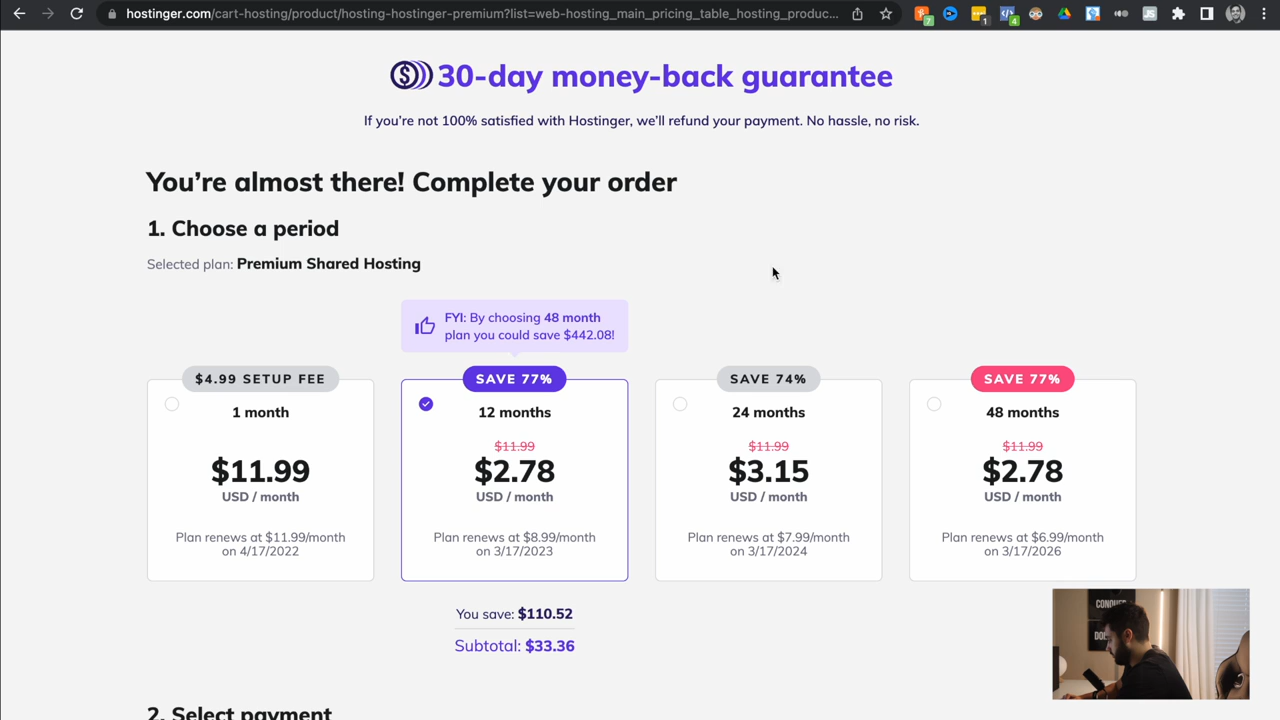 hostinger.com/cart-hosting/product/hosting-hostinger-premium?list=web-hosting_main_pricing_table_hosting_produc...
7
1
4
JS
30-day money-back guarantee
If you're not 100% satisfied with Hostinger, we'll refund your payment. No hassle, no risk.
You're almost there! Complete your order
1. Choose a period
Selected plan: Premium Shared Hosting
FYI: By choosing 48 month
plan you could save $442.08!
$4.99 SETUP FEE
1 month
$11.99
USD / month
Plan renews at $11.99/month
on 4/17/2022
SAVE 77%
12 months
$11.99
$2.78
USD / month
Plan renews at $8.99/month
on 3/17/2023
SAVE 74%
24 months
$11.99
$3.15
USD / month
Plan renews at $7.99/month
on 3/17/2024
SAVE 77%
48 months
$11.99
$2.78
USD / month
Plan renews at $6.99/month
on 3/17/2026
You save: $110.52
Subtotal: $33.36
2. Select payment